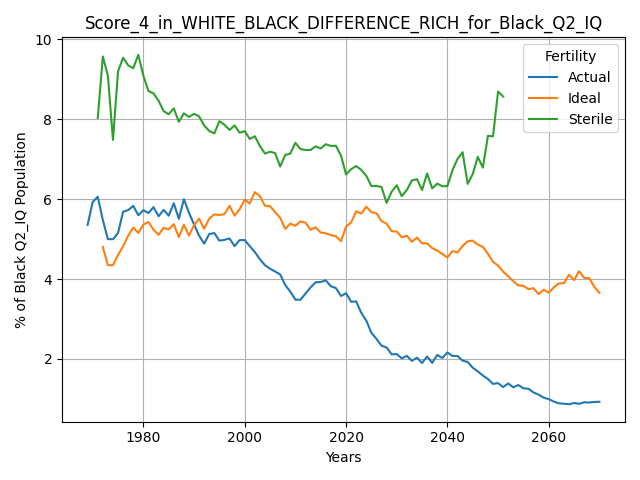 Score_4_in_WHITE_BLACK_DIFFERENCE_RICH_for_Black_Q2_IQ
Fertility
Actual
Ideal
Sterile
% of Black Q2_IQ Population
10
8
6
4
2
1980
2000
2020
2040
2060
Years